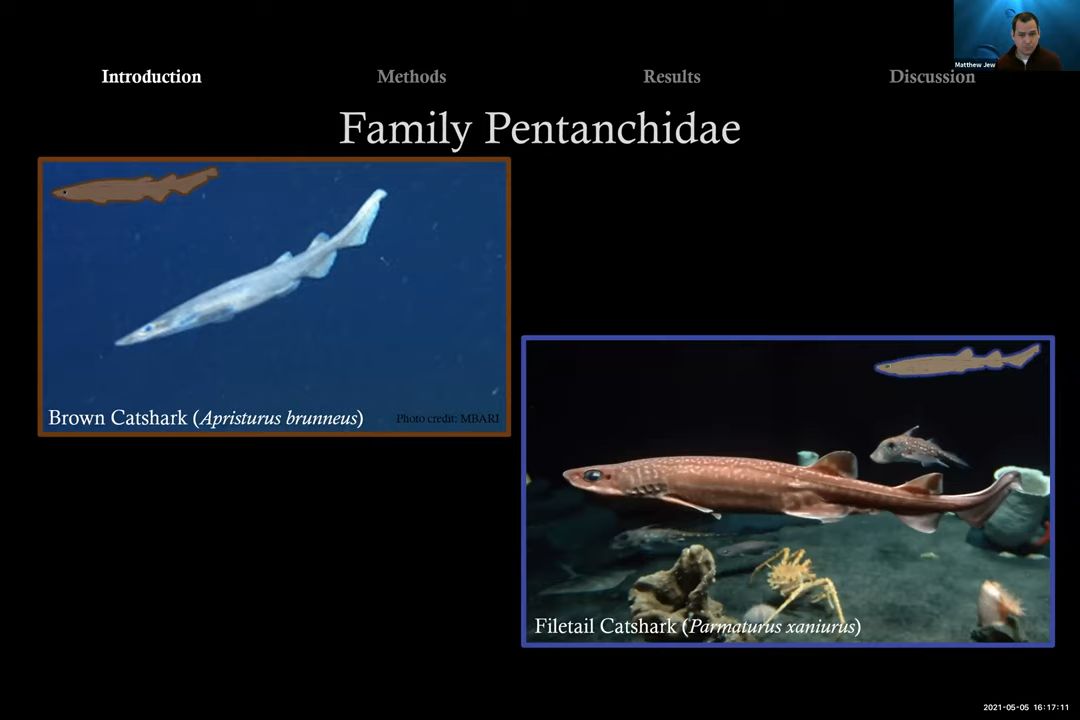 Matthew Jew
Introduction Methods Results Discussion
Family Pentanchidae
Brown Catshark (Apristurus brunneus)
Photo credit: MBARI
Filetail Catshark (Parmaturus xaniurus)
2021-05-05 16:17:11